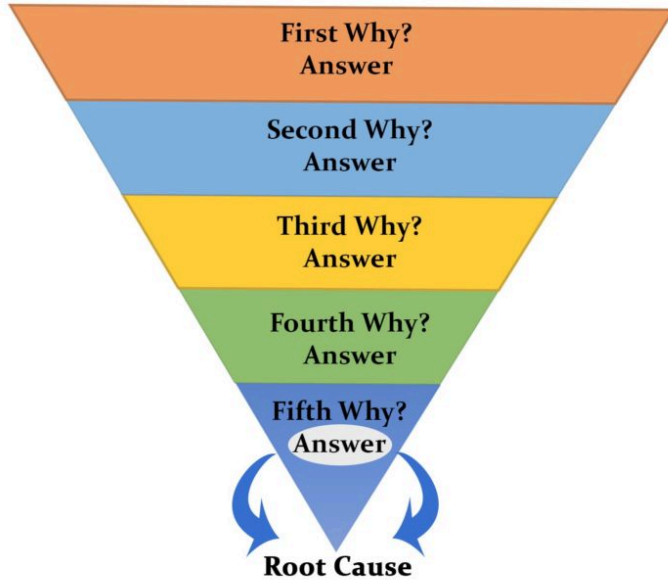 First Why?
Answer
Second Why?
Answer
Third Why?
Answer
Fourth Why?
Answer
Fifth Why?
Answer
Root Cause